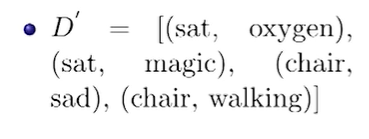 • D′ = [(sat, oxygen),
(sat, magic), (chair,
sad), (chair, walking)]